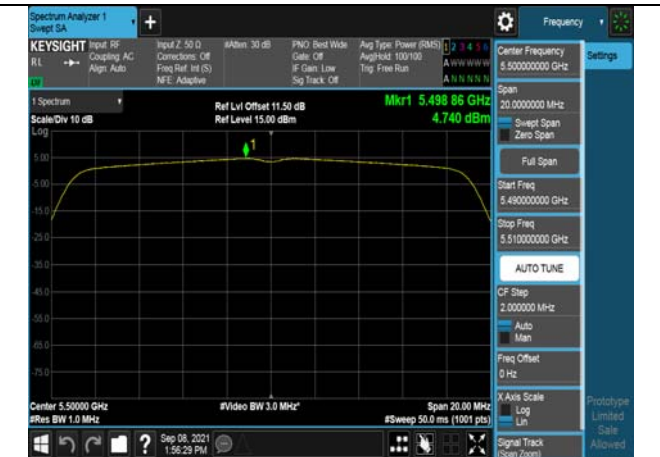 Spectrum Analyzer 1
Swept SA
Frequency
KEYSIGHT
RL
Input: RF
Coupling: AC
Align: Auto
Input Z: 50 Ω
Corrections: Off
Freq Ref: Int (S)
NFE: Adaptive
#Atten: 30 dB
PNO: Best Wide
Gate: Off
IF Gain: Low
Sig Track: Off
Avg Type: Power (RMS)
Avg|Hold: 100/100
Trig: Free Run
1 2 3 4 5 6
A W W W W W
A N N N N N
1 Spectrum
Scale/Div 10 dB
Log
Ref Lvl Offset 11.50 dB
Ref Level 15.00 dBm
Mkr1 5.498 86 GHz
4.740 dBm
1
5.00
-5.00
-15.0
-25.0
-35.0
-45.0
-55.0
-65.0
-75.0
Center 5.50000 GHz
#Res BW 1.0 MHz
#Video BW 3.0 MHz*
Span 20.00 MHz
#Sweep 50.0 ms (1001 pts)
Sep 08, 2021
1:56:29 PM
Center Frequency
5.500000000 GHz
Settings
Span
20.0000000 MHz
Swept Span
Zero Span
Full Span
Start Freq
5.490000000 GHz
Stop Freq
5.510000000 GHz
AUTO TUNE
CF Step
2.000000 MHz
Auto
Man
Freq Offset
0 Hz
X Axis Scale
Log
Lin
Signal Track
(Span Zoom)
Prototype
Limited
Sale
Allowed